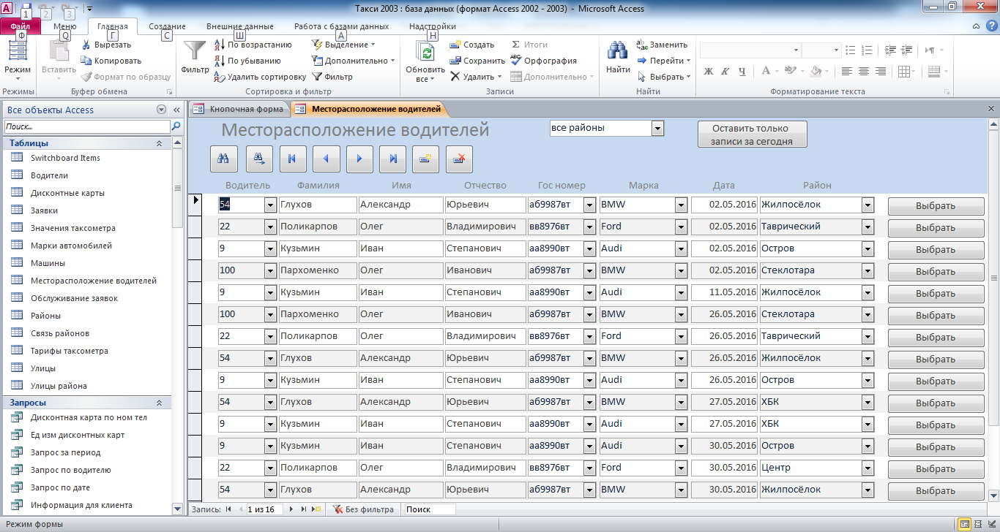 Такси 2003 : база данных (формат Access 2002 - 2003) - Microsoft Access
1 2 3
Файл Меню Главная Создание Внешние данные Работа с базами данных Надстройки
Ф Q Г С Ш А Н
Режим
Режимы
Вставить
Вырезать
Копировать
Формат по образцу
Буфер обмена
Фильтр
По возрастанию
По убыванию
Удалить сортировку
Выделение
Дополнительно
Фильтр
Сортировка и фильтр
Обновить
все
Создать
Сохранить
Удалить
Итоги
Орфография
Дополнительно
Записи
Найти
Заменить
Перейти
Выбрать
Найти
Ж К Ч
Форматирование текста
Все объекты Access
Поиск...
Таблицы
Switchboard Items
Водители
Дисконтные карты
Заявки
Значения таксометра
Марки автомобилей
Машины
Месторасположение водителей
Обслуживание заявок
Районы
Связь районов
Тарифы таксометра
Улицы
Улицы района
Запросы
Дисконтная карта по ном тел
Ед изм дисконтных карт
Запрос за период
Запрос по водителю
Запрос по дате
Информация для клиента
Кнопочная форма Месторасположение водителей
Месторасположение водителей
все районы
Оставить только
записи за сегодня
Водитель Фамилия Имя Отчество Гос номер Марка Дата Район
54 Глухов Александр Юрьевич аб9987вт BMW 02.05.2016 Жилпосёлок Выбрать
22 Поликарпов Олег Владимирович вв8976вт Ford 02.05.2016 Таврический Выбрать
9 Кузьмин Иван Степанович аа8990вт Audi 02.05.2016 Остров Выбрать
100 Пархоменко Олег Иванович аб9987вт BMW 02.05.2016 Стеклотара Выбрать
9 Кузьмин Иван Степанович аа8990вт Audi 11.05.2016 Жилпосёлок Выбрать
100 Пархоменко Олег Иванович аб9987вт BMW 26.05.2016 Стеклотара Выбрать
22 Поликарпов Олег Владимирович вв8976вт Ford 26.05.2016 Таврический Выбрать
54 Глухов Александр Юрьевич аб9987вт BMW 26.05.2016 Жилпосёлок Выбрать
9 Кузьмин Иван Степанович аа8990вт Audi 26.05.2016 Остров Выбрать
54 Глухов Александр Юрьевич аб9987вт BMW 27.05.2016 ХБК Выбрать
9 Кузьмин Иван Степанович аа8990вт Audi 27.05.2016 ХБК Выбрать
9 Кузьмин Иван Степанович аа8990вт Audi 30.05.2016 Остров Выбрать
22 Поликарпов Олег Владимирович вв8976вт Ford 30.05.2016 Центр Выбрать
54 Глухов Александр Юрьевич аб9987вт BMW 30.05.2016 Жилпосёлок Выбрать
Запись: 1 из 16 Без фильтра Поиск
Режим формы